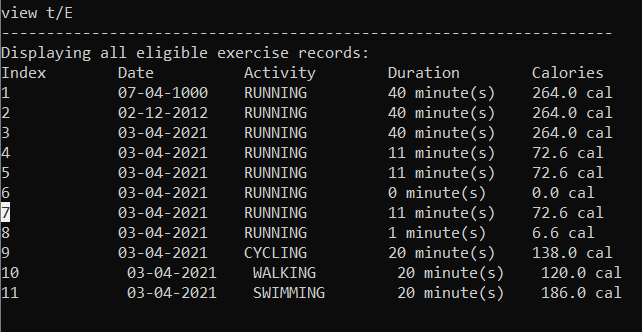 view t/E
--------------------------------------------------------------------
Displaying all eligible exercise records:
Index Date Activity Duration Calories
1 07-04-1000 RUNNING 40 minute(s) 264.0 cal
2 02-12-2012 RUNNING 40 minute(s) 264.0 cal
3 03-04-2021 RUNNING 40 minute(s) 264.0 cal
4 03-04-2021 RUNNING 11 minute(s) 72.6 cal
5 03-04-2021 RUNNING 11 minute(s) 72.6 cal
6 03-04-2021 RUNNING 0 minute(s) 0.0 cal
7 03-04-2021 RUNNING 11 minute(s) 72.6 cal
8 03-04-2021 RUNNING 1 minute(s) 6.6 cal
9 03-04-2021 CYCLING 20 minute(s) 138.0 cal
10 03-04-2021 WALKING 20 minute(s) 120.0 cal
11 03-04-2021 SWIMMING 20 minute(s) 186.0 cal